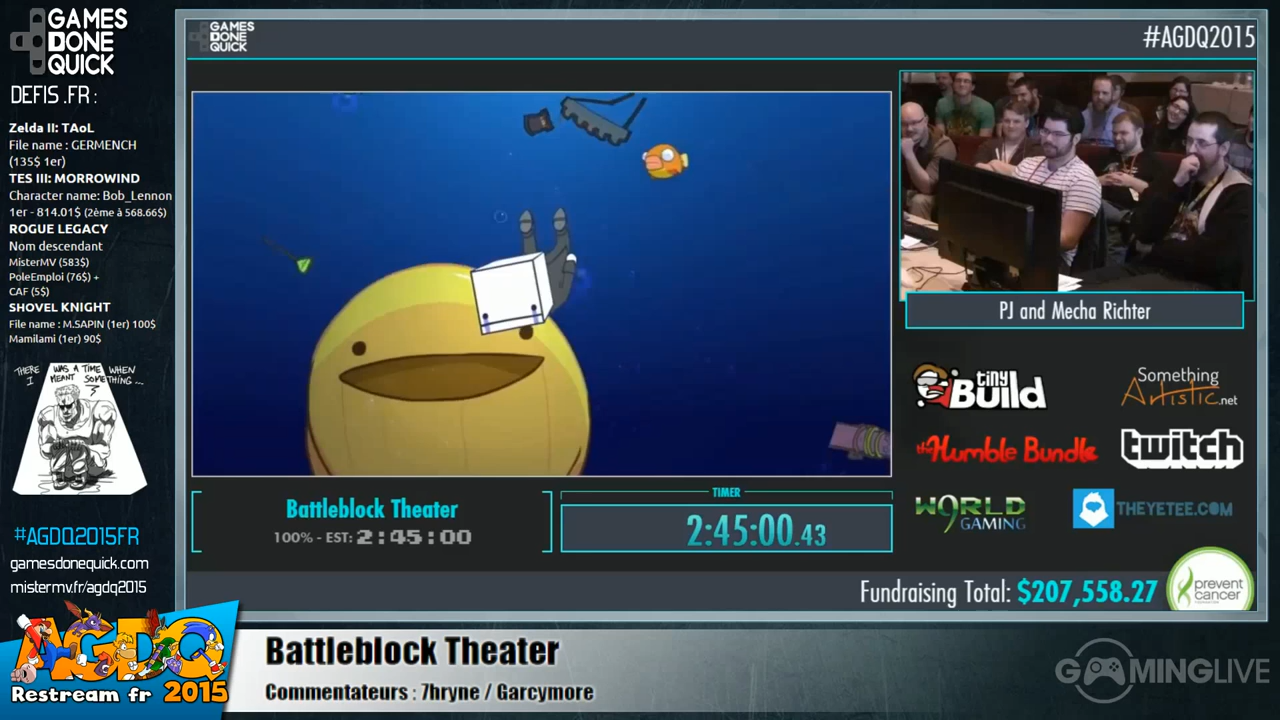 GAMES
DONE
QUICK
DEFIS .FR :
Zelda II: TAoL
File name : GERMENCH
(135$ 1er)
TES III: MORROWIND
Character name: Bob_Lennon
1er - 814.01$ (2ème à 568.66$)
ROGUE LEGACY
Nom descendant
MisterMV (583$)
PoleEmploi (76$) +
CAF (5$)
SHOVEL KNIGHT
File name : M.SAPIN (1er) 100$
Mamilami (1er) 90$
THERE WAS A TIME WHEN
I MEANT SOMETHING...
#AGDQ2015FR
gamesdonequick.com
mistermv.fr/agdq2015
AGDQ
Restream fr 2015
GAMES
DONE
QUICK
#AGDQ2015
PJ and Mecha Richter
tiny
Build
Something
Artistic.net
the Humble Bundle
twitch
WORLD
GAMING
THEYETEE.COM
Battleblock Theater
100% - EST: 2:45:00
TIMER
2:45:00.43
Fundraising Total: $207,558.27
prevent
cancer
Battleblock Theater
Commentateurs : 7hryne / Garcymore
GAMINGLIVE